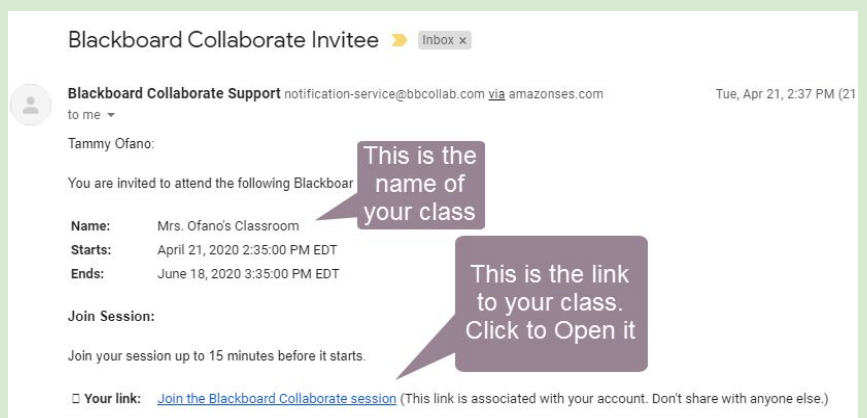 Blackboard Collaborate Invitee Inbox x
Blackboard Collaborate Support notification-service@bbcollab.com via amazonses.com Tue, Apr 21, 2:37 PM (21
to me
Tammy Ofano:
This is the
name of
your class
You are invited to attend the following Blackboar
Name: Mrs. Ofano's Classroom
Starts: April 21, 2020 2:35:00 PM EDT
Ends: June 18, 2020 3:35:00 PM EDT
This is the link
to your class.
Click to Open it
Join Session:
Join your session up to 15 minutes before it starts.
Your link: Join the Blackboard Collaborate session (This link is associated with your account. Don't share with anyone else.)